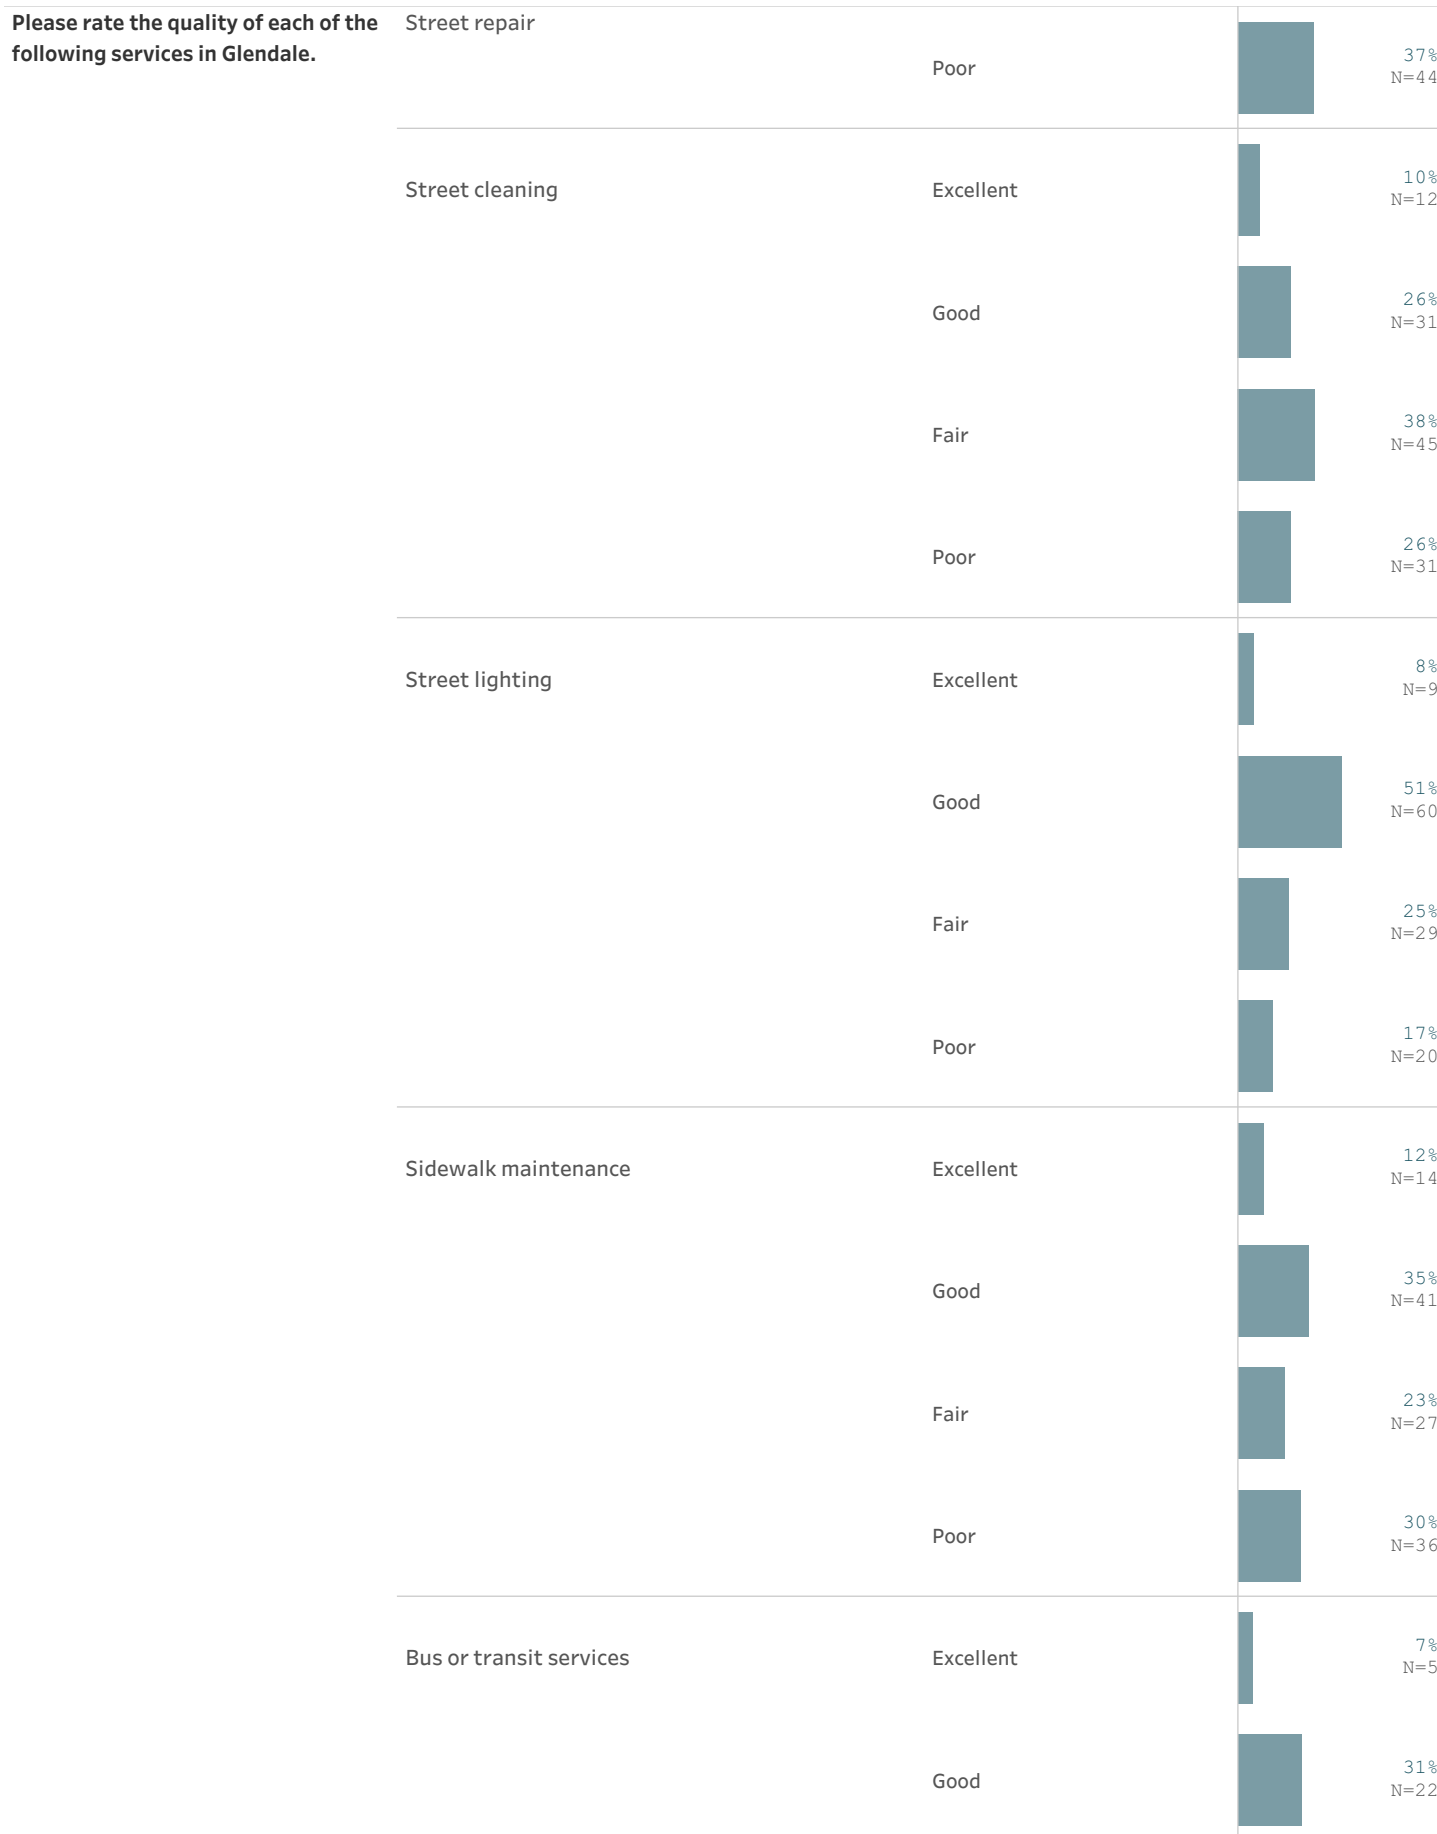 Please rate the quality of each of the
following services in Glendale.
Street repair
Poor
37%
N=44
Street cleaning
Excellent
10%
N=12
Good
26%
N=31
Fair
38%
N=45
Poor
26%
N=31
Street lighting
Excellent
8%
N=9
Good
51%
N=60
Fair
25%
N=29
Poor
17%
N=20
Sidewalk maintenance
Excellent
12%
N=14
Good
35%
N=41
Fair
23%
N=27
Poor
30%
N=36
Bus or transit services
Excellent
7%
N=5
Good
31%
N=22